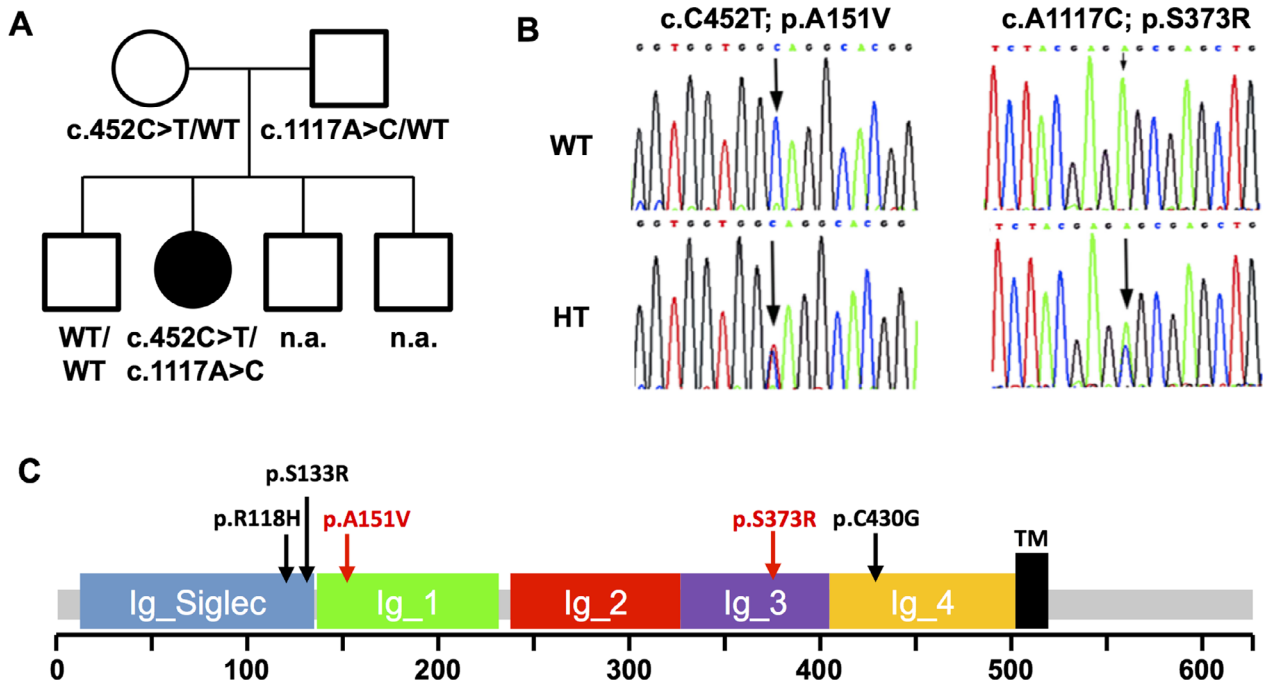 A
c.452C>T/WT
c.1117A>C/WT
WT/
WT
c.452C>T/
c.1117A>C
n.a.
n.a.
B
c.C452T; p.A151V
c.A1117C; p.S373R
G G T G G T G G C A G G C A C G G
T C T A C G A G A G C G A G C T G
WT
G G T G G T G G C A G G C A C G G
T C T A C G A G A G C G A G C T G
HT
C
p.S133R
p.R118H
p.A151V
p.S373R
p.C430G
TM
Ig_Siglec
Ig_1
Ig_2
Ig_3
Ig_4
0 100 200 300 400 500 600